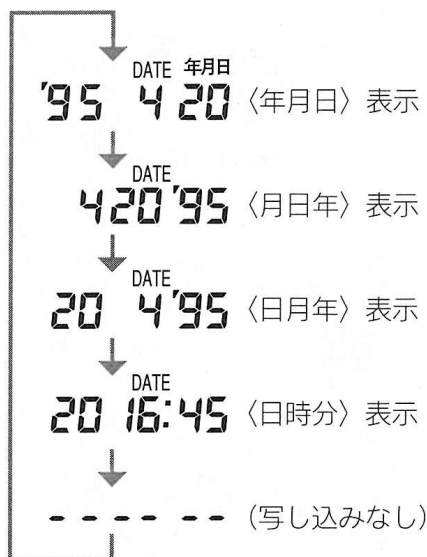 DATE 年月日
'95 4 20 〈年月日〉表示
DATE
4 20 '95 〈月日年〉表示
DATE
20 4 '95 〈日月年〉表示
DATE
20 16:45 〈日時分〉表示
- - - - - - (写し込みなし)